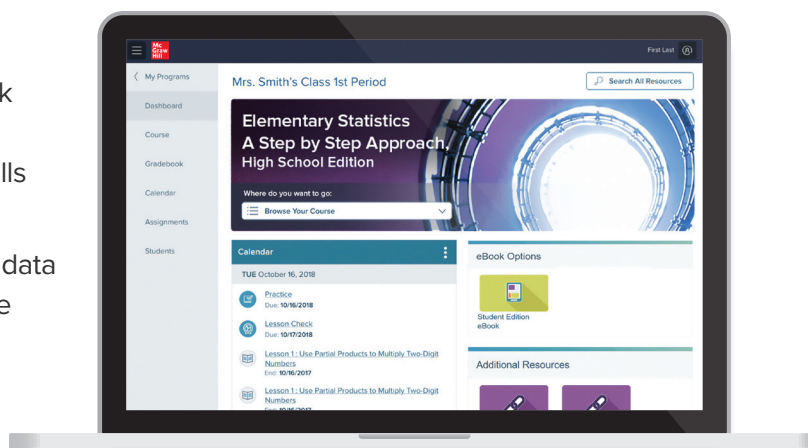 k
lls
data
e
Mc
Graw
Hill
First Last
My Programs
Dashboard
Course
Gradebook
Calendar
Assignments
Students
Mrs. Smith's Class 1st Period
Search All Resources
Elementary Statistics
A Step by Step Approach,
High School Edition
Where do you want to go:
Browse Your Course
Calendar
TUE October 16, 2018
Practice
Due: 10/16/2018
Lesson Check
Due: 10/17/2018
Lesson 1 : Use Partial Products to Multiply Two-Digit
Numbers
End: 10/16/2017
Lesson 1 : Use Partial Products to Multiply Two-Digit
Numbers
End: 10/16/2017
eBook Options
Student Edition
eBook
Additional Resources